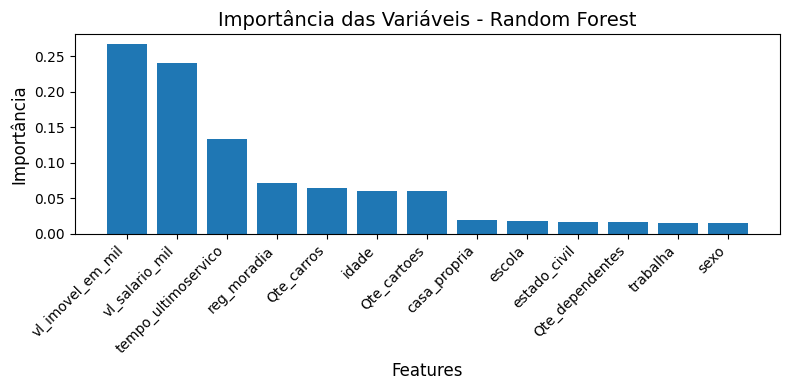 Importância das Variáveis - Random Forest
Importância
0.25
0.20
0.15
0.10
0.05
0.00
vl_imovel_em_mil
vl_salario_mil
tempo_ultimoservico
reg_moradia
Qte_carros
idade
Qte_cartoes
casa_propria
escola
estado_civil
Qte_dependentes
trabalha
sexo
Features